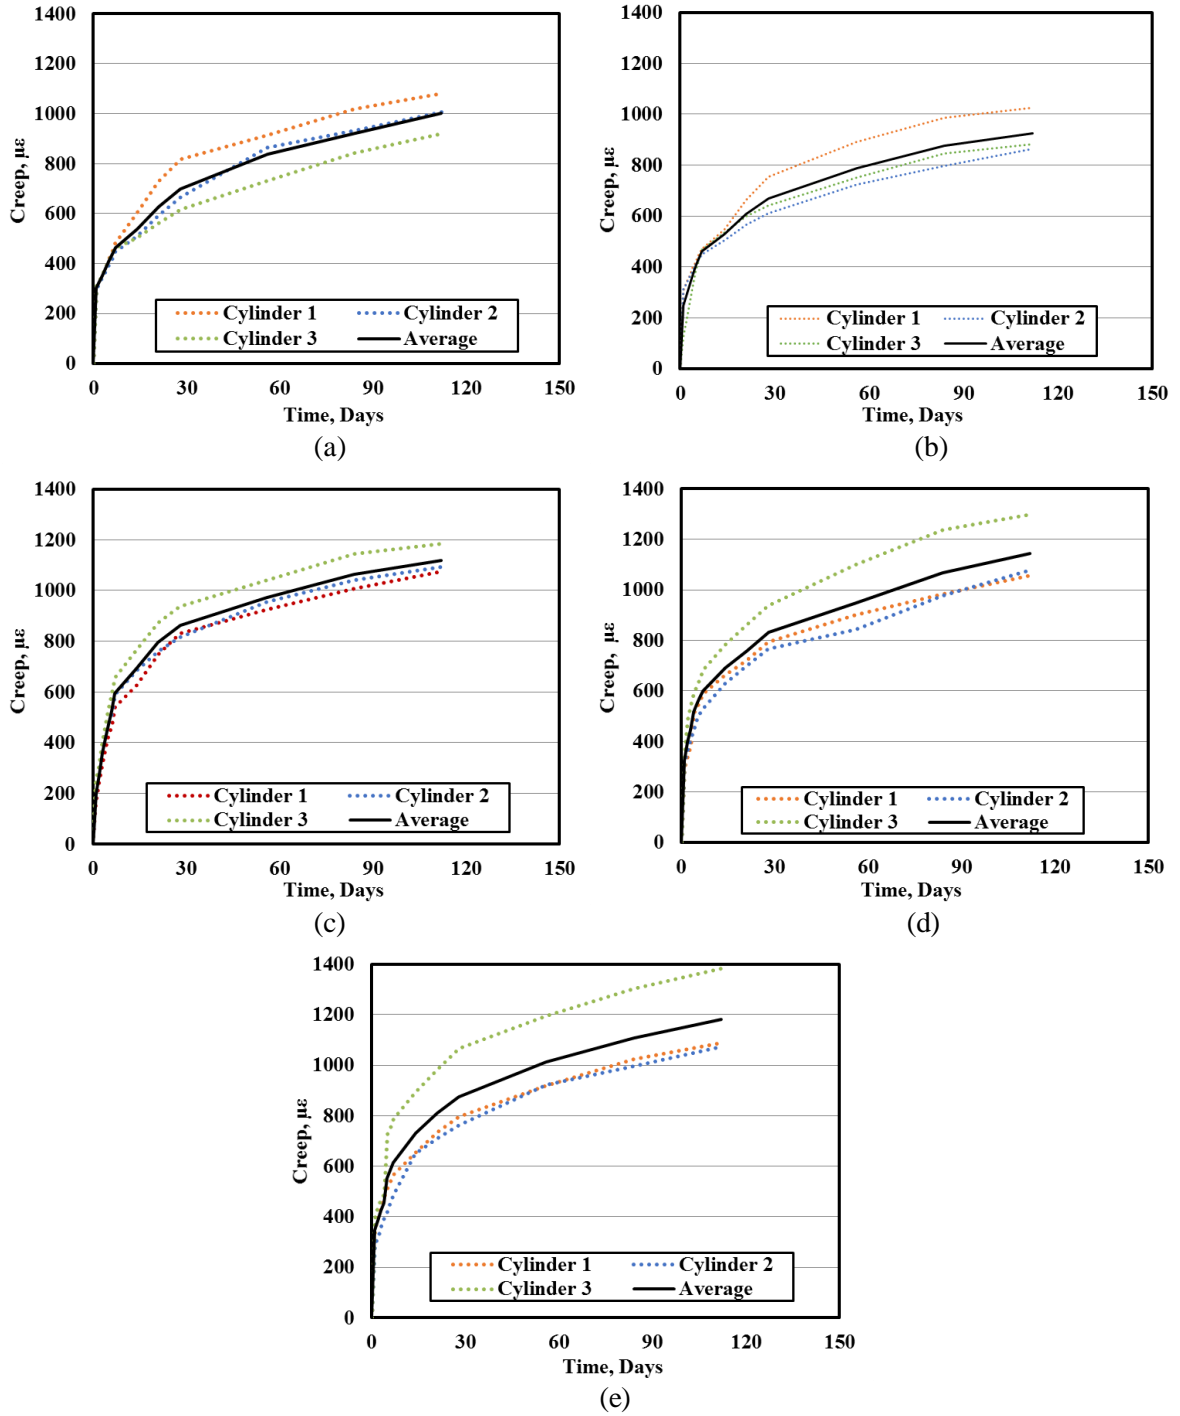 1400
1200
1000
800
600
400
200
0
Creep, με
Cylinder 1 Cylinder 2
Cylinder 3 Average
0 30 60 90 120 150
Time, Days
(a)
1400
1200
1000
800
600
400
200
0
Creep, με
Cylinder 1 Cylinder 2
Cylinder 3 Average
0 30 60 90 120 150
Time, Days
(b)
1400
1200
1000
800
600
400
200
0
Creep, με
Cylinder 1 Cylinder 2
Cylinder 3 Average
0 30 60 90 120 150
Time, Days
(c)
1400
1200
1000
800
600
400
200
0
Creep, με
Cylinder 1 Cylinder 2
Cylinder 3 Average
0 30 60 90 120 150
Time, Days
(d)
1400
1200
1000
800
600
400
200
0
Creep, με
Cylinder 1 Cylinder 2
Cylinder 3 Average
0 30 60 90 120 150
Time, Days
(e)